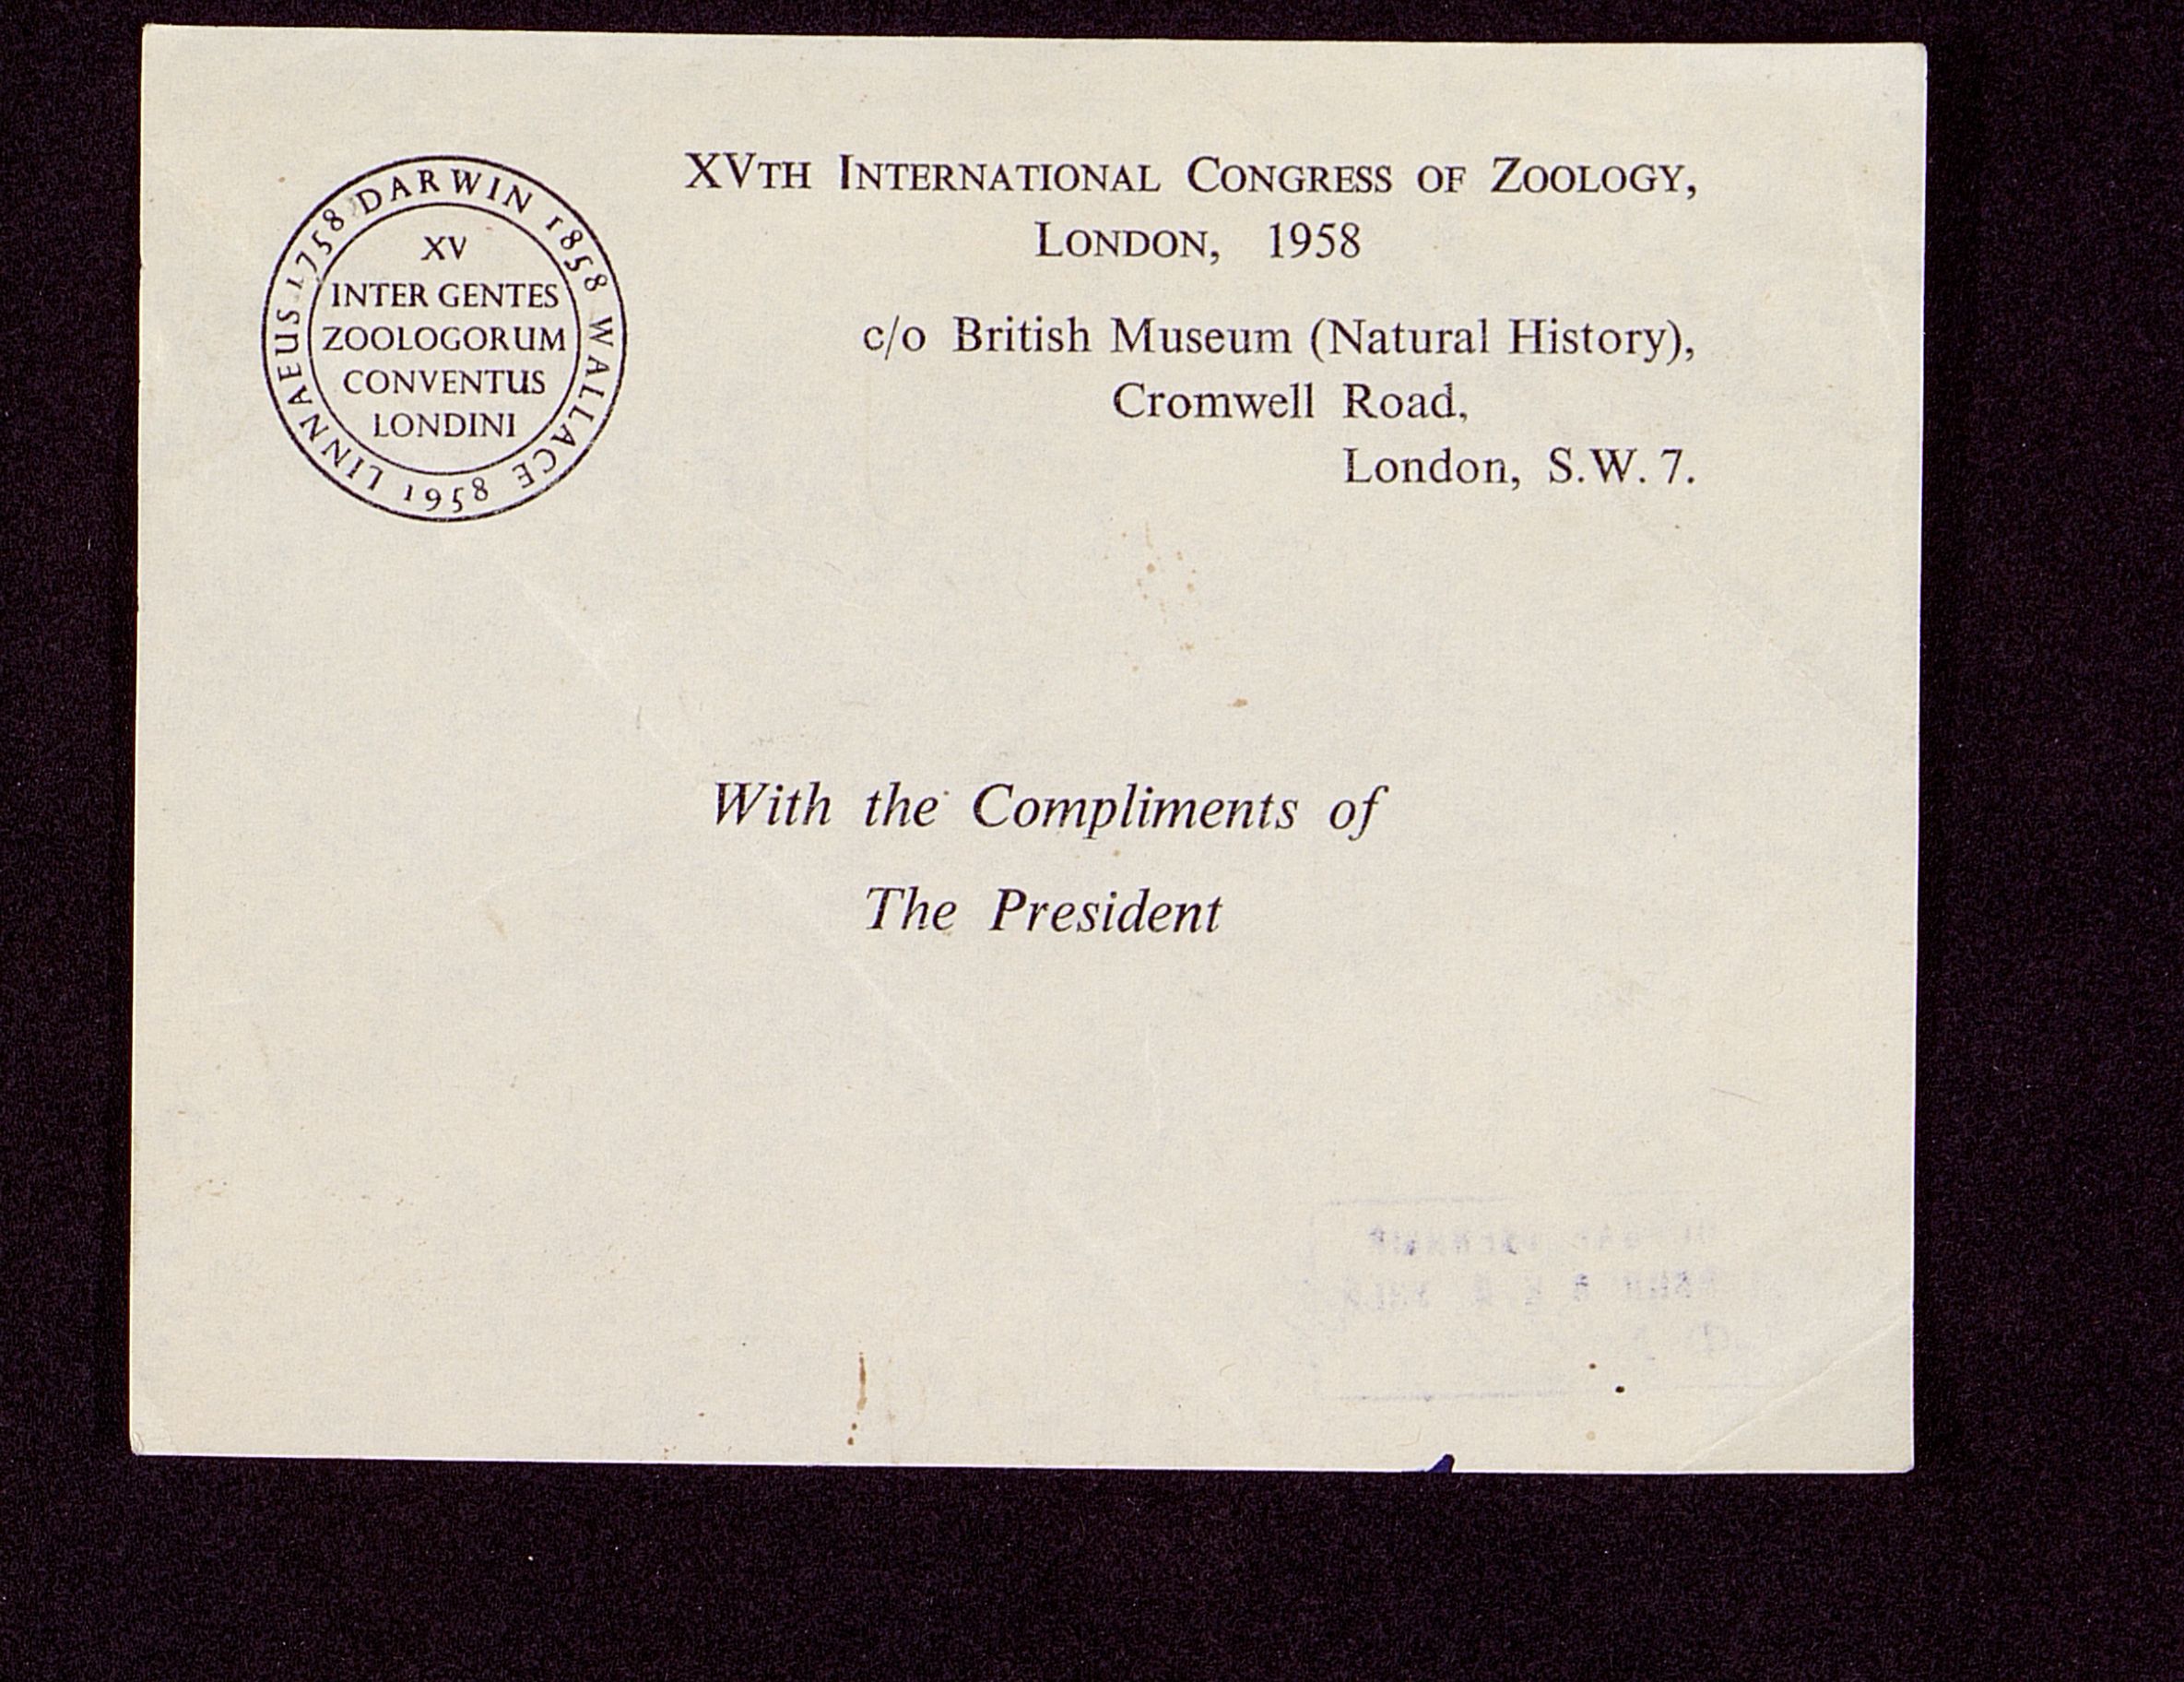 LINNAEUS 1758 DARWIN 1858 WALLACE 1958
XV
INTER GENTES
ZOOLOGORUM
CONVENTUS
LONDINI
XVTH INTERNATIONAL CONGRESS OF ZOOLOGY,
LONDON, 1958
c/o British Museum (Natural History),
Cromwell Road,
London, S.W. 7.
With the Compliments of
The President